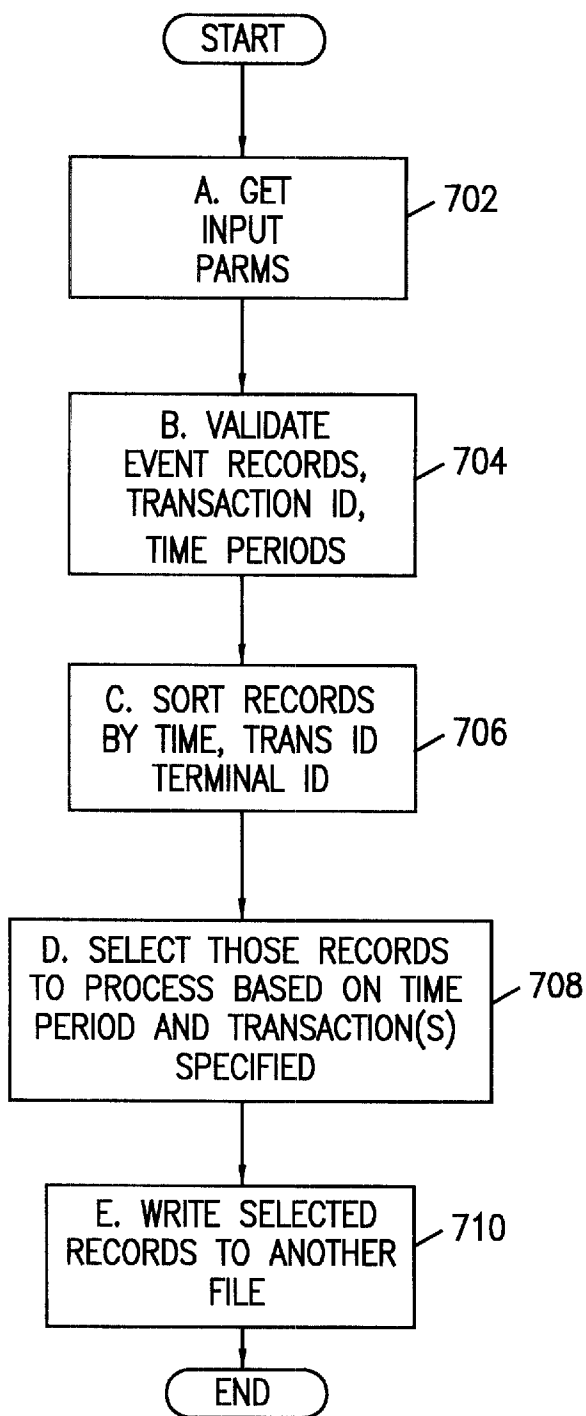 START
A. GET
INPUT
PARMS
702
B. VALIDATE
EVENT RECORDS,
TRANSACTION ID,
TIME PERIODS
704
C. SORT RECORDS
BY TIME, TRANS ID
TERMINAL ID
706
D. SELECT THOSE RECORDS
TO PROCESS BASED ON TIME
PERIOD AND TRANSACTION(S)
SPECIFIED
708
E. WRITE SELECTED
RECORDS TO ANOTHER
FILE
710
END